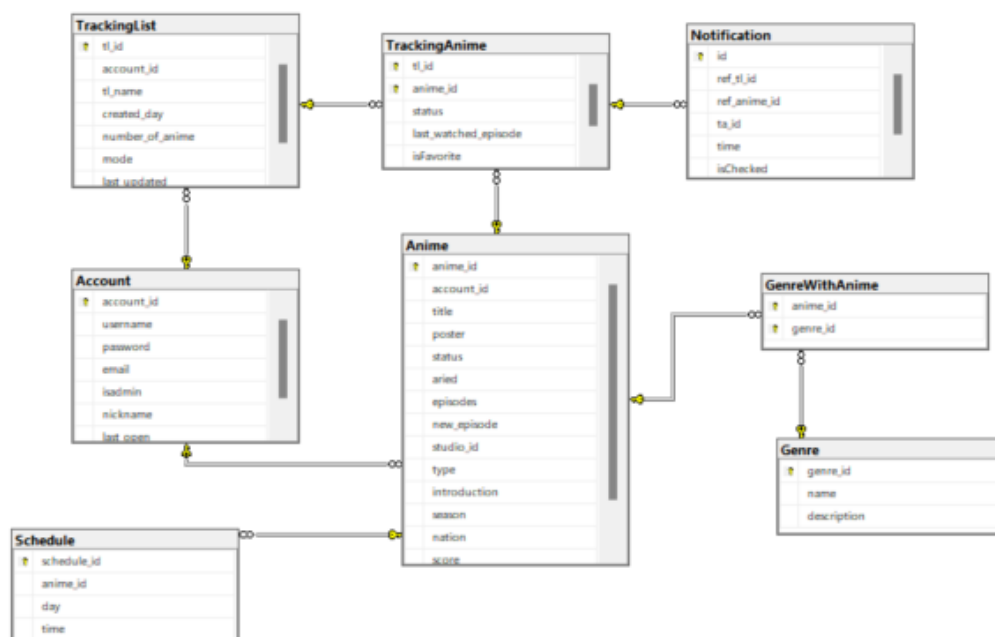 TrackingList
tl_id
account_id
tl_name
created_day
number_of_anime
mode
last_updated
TrackingAnime
tl_id
anime_id
status
last_watched_episode
isFavorite
Notification
id
ref_tl_id
ref_anime_id
ta_id
time
isChecked
Account
account_id
username
password
email
isadmin
nickname
last_open
Anime
anime_id
account_id
title
poster
status
aried
episodes
new_episode
studio_id
type
introduction
season
nation
score
GenreWithAnime
anime_id
genre_id
Genre
genre_id
name
description
Schedule
schedule_id
anime_id
day
time